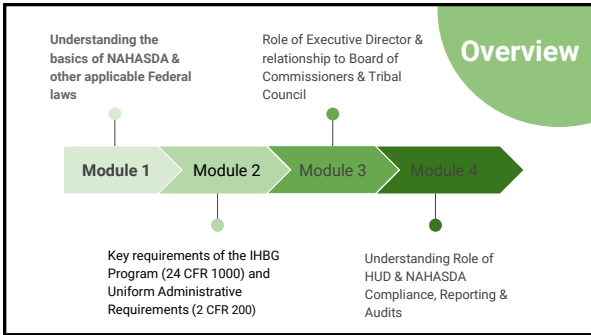 Understanding the
basics of NAHASDA &
other applicable Federal
laws
Role of Executive Director &
relationship to Board of
Commissioners & Tribal
Council
Overview
Module 1
Module 2
Module 3
Module 4
Key requirements of the IHBG
Program (24 CFR 1000) and
Uniform Administrative
Requirements (2 CFR 200)
Understanding Role of
HUD & NAHASDA
Compliance, Reporting &
Audits